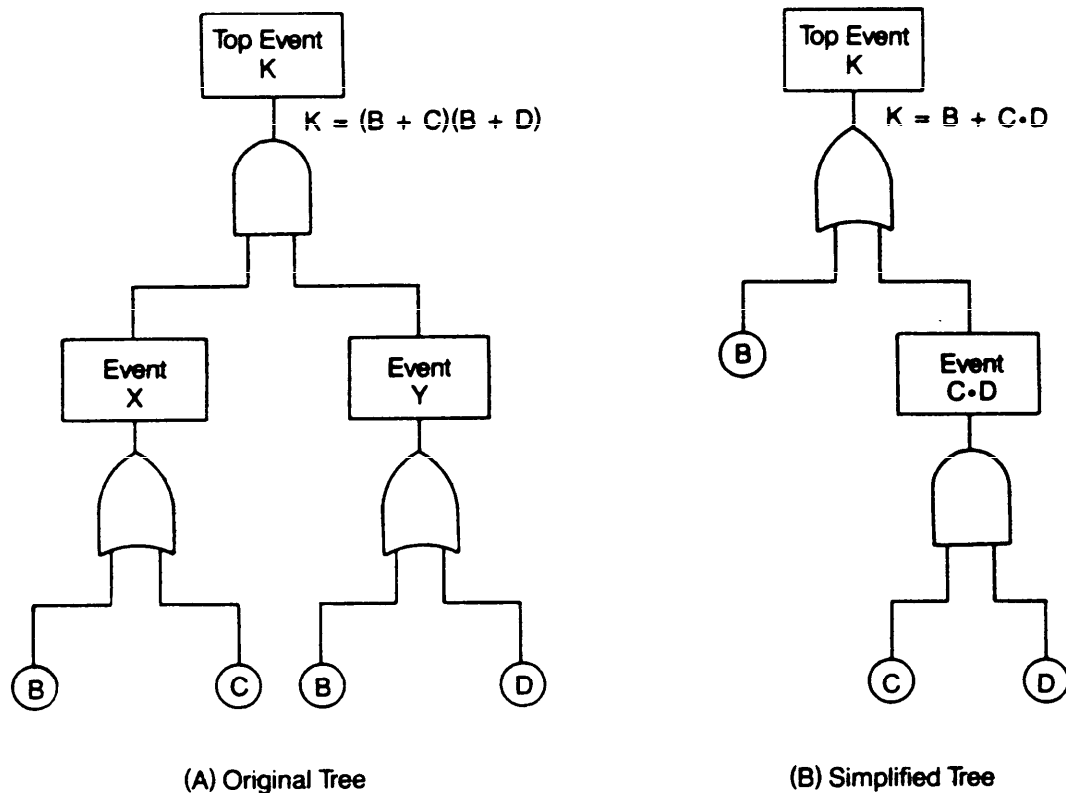 Top Event
K
K = (B + C)(B + D)
Event
X
Event
Y
B
C
B
D
(A) Original Tree
Top Event
K
K = B + C•D
B
Event
C•D
C
D
(B) Simplified Tree